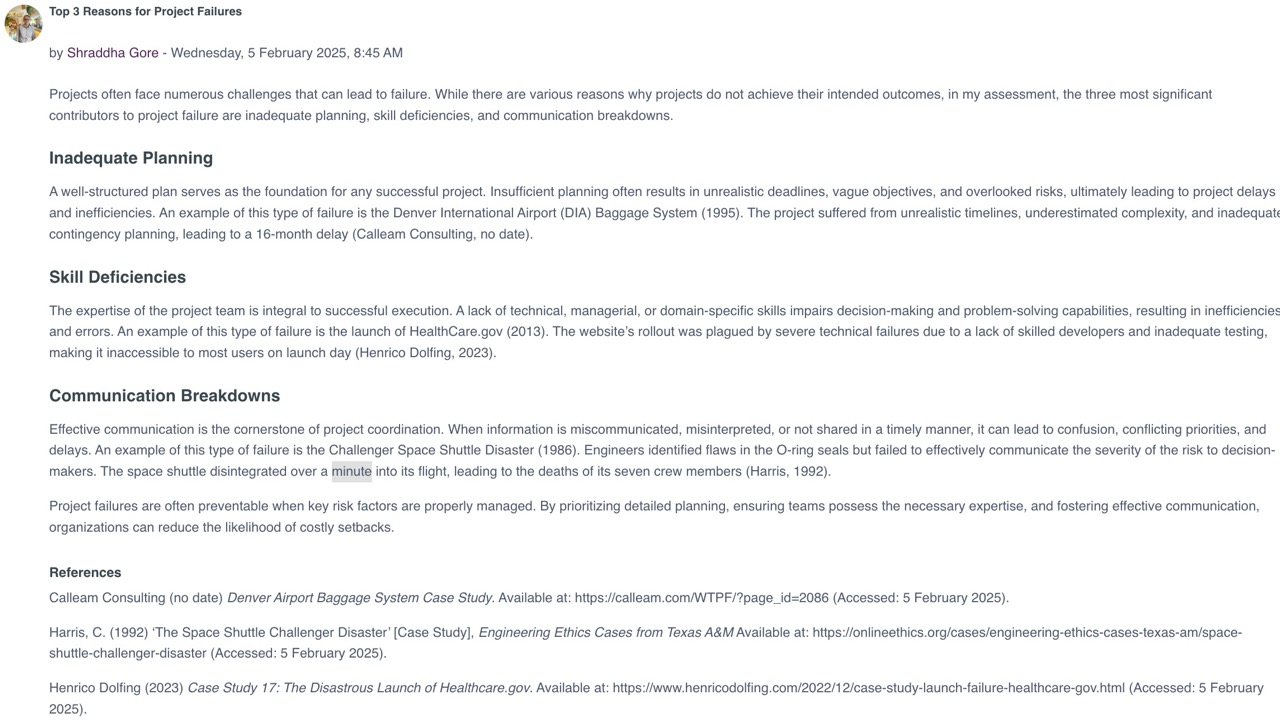 Top 3 Reasons for Project Failures
by Shraddha Gore - Wednesday, 5 February 2025, 8:45 AM
Projects often face numerous challenges that can lead to failure. While there are various reasons why projects do not achieve their intended outcomes, in my assessment, the three most significant
contributors to project failure are inadequate planning, skill deficiencies, and communication breakdowns.
Inadequate Planning
A well-structured plan serves as the foundation for any successful project. Insufficient planning often results in unrealistic deadlines, vague objectives, and overlooked risks, ultimately leading to project delays
and inefficiencies. An example of this type of failure is the Denver International Airport (DIA) Baggage System (1995). The project suffered from unrealistic timelines, underestimated complexity, and inadequate
contingency planning, leading to a 16-month delay (Calleam Consulting, no date).
Skill Deficiencies
The expertise of the project team is integral to successful execution. A lack of technical, managerial, or domain-specific skills impairs decision-making and problem-solving capabilities, resulting in inefficiencies
and errors. An example of this type of failure is the launch of HealthCare.gov (2013). The website’s rollout was plagued by severe technical failures due to a lack of skilled developers and inadequate testing,
making it inaccessible to most users on launch day (Henrico Dolfing, 2023).
Communication Breakdowns
Effective communication is the cornerstone of project coordination. When information is miscommunicated, misinterpreted, or not shared in a timely manner, it can lead to confusion, conflicting priorities, and
delays. An example of this type of failure is the Challenger Space Shuttle Disaster (1986). Engineers identified flaws in the O-ring seals but failed to effectively communicate the severity of the risk to decision-
makers. The space shuttle disintegrated over a minute into its flight, leading to the deaths of its seven crew members (Harris, 1992).
Project failures are often preventable when key risk factors are properly managed. By prioritizing detailed planning, ensuring teams possess the necessary expertise, and fostering effective communication,
organizations can reduce the likelihood of costly setbacks.
References
Calleam Consulting (no date) Denver Airport Baggage System Case Study. Available at: https://calleam.com/WTPF/?page_id=2086 (Accessed: 5 February 2025).
Harris, C. (1992) ‘The Space Shuttle Challenger Disaster’ [Case Study], Engineering Ethics Cases from Texas A&M Available at: https://onlineethics.org/cases/engineering-ethics-cases-texas-am/space-
shuttle-challenger-disaster (Accessed: 5 February 2025).
Henrico Dolfing (2023) Case Study 17: The Disastrous Launch of Healthcare.gov. Available at: https://www.henricodolfing.com/2022/12/case-study-launch-failure-healthcare-gov.html (Accessed: 5 February
2025).